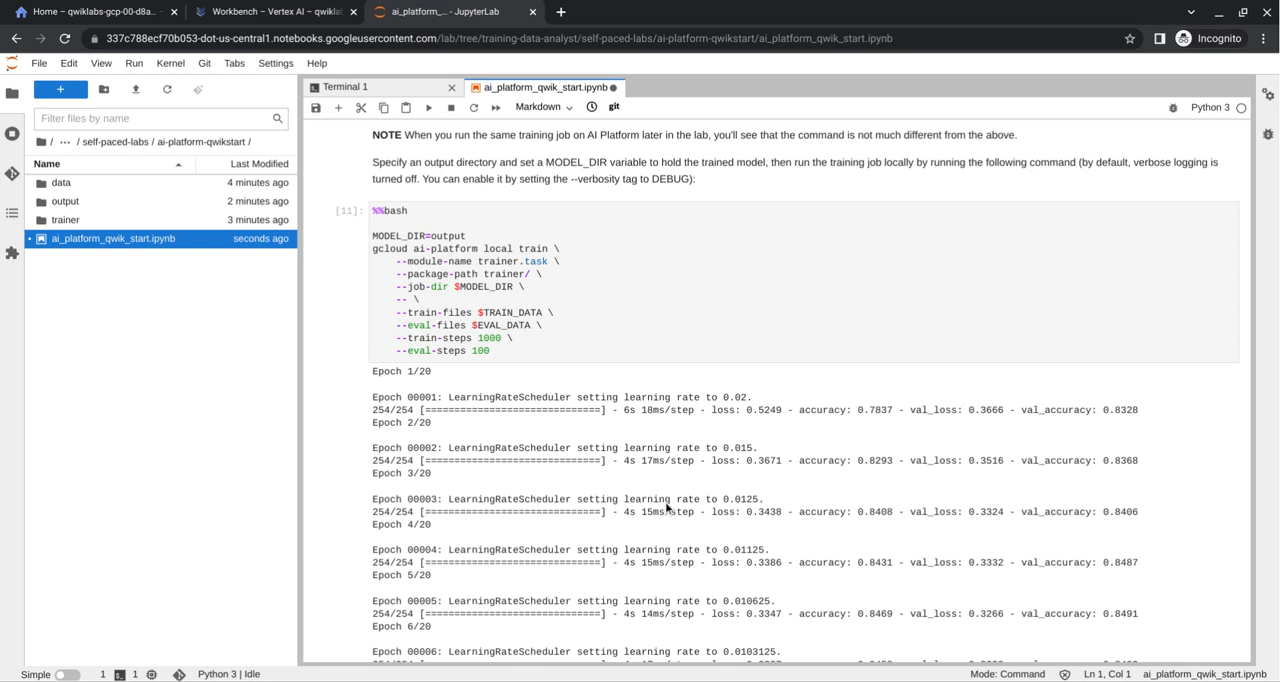 Home – qwiklabs-gcp-00-d8a...
Workbench – Vertex AI – qwikla
ai_platform_... - JupyterLab
337c788ecf70b053-dot-us-central1.notebooks.googleusercontent.com/lab/tree/training-data-analyst/self-paced-labs/ai-platform-qwikstart/ai_platform_qwik_start.ipynb
Incognito
File Edit View Run Kernel Git Tabs Settings Help
Terminal 1
ai_platform_qwik_start.ipynb
Markdown
git
Python 3
Filter files by name
/ ··· / self-paced-labs / ai-platform-qwikstart /
Name Last Modified
data 4 minutes ago
output 2 minutes ago
trainer 3 minutes ago
ai_platform_qwik_start.ipynb seconds ago
NOTE When you run the same training job on AI Platform later in the lab, you'll see that the command is not much different from the above.
Specify an output directory and set a MODEL_DIR variable to hold the trained model, then run the training job locally by running the following command (by default, verbose logging is
turned off. You can enable it by setting the --verbosity tag to DEBUG):
[11]: %%bash
MODEL_DIR=output
gcloud ai-platform local train \
--module-name trainer.task \
--package-path trainer/ \
--job-dir $MODEL_DIR \
-- \
--train-files $TRAIN_DATA \
--eval-files $EVAL_DATA \
--train-steps 1000 \
--eval-steps 100
Epoch 1/20
Epoch 00001: LearningRateScheduler setting learning rate to 0.02.
254/254 [==============================] - 6s 18ms/step - loss: 0.5249 - accuracy: 0.7837 - val_loss: 0.3666 - val_accuracy: 0.8328
Epoch 2/20
Epoch 00002: LearningRateScheduler setting learning rate to 0.015.
254/254 [==============================] - 4s 17ms/step - loss: 0.3671 - accuracy: 0.8293 - val_loss: 0.3516 - val_accuracy: 0.8368
Epoch 3/20
Epoch 00003: LearningRateScheduler setting learning rate to 0.0125.
254/254 [==============================] - 4s 15ms/step - loss: 0.3438 - accuracy: 0.8408 - val_loss: 0.3324 - val_accuracy: 0.8406
Epoch 4/20
Epoch 00004: LearningRateScheduler setting learning rate to 0.01125.
254/254 [==============================] - 4s 15ms/step - loss: 0.3386 - accuracy: 0.8431 - val_loss: 0.3332 - val_accuracy: 0.8487
Epoch 5/20
Epoch 00005: LearningRateScheduler setting learning rate to 0.010625.
254/254 [==============================] - 4s 14ms/step - loss: 0.3347 - accuracy: 0.8469 - val_loss: 0.3266 - val_accuracy: 0.8491
Epoch 6/20
Epoch 00006: LearningRateScheduler setting learning rate to 0.0103125.
Simple 1 1 Python 3 | Idle Mode: Command Ln 1, Col 1 ai_platform_qwik_start.ipynb